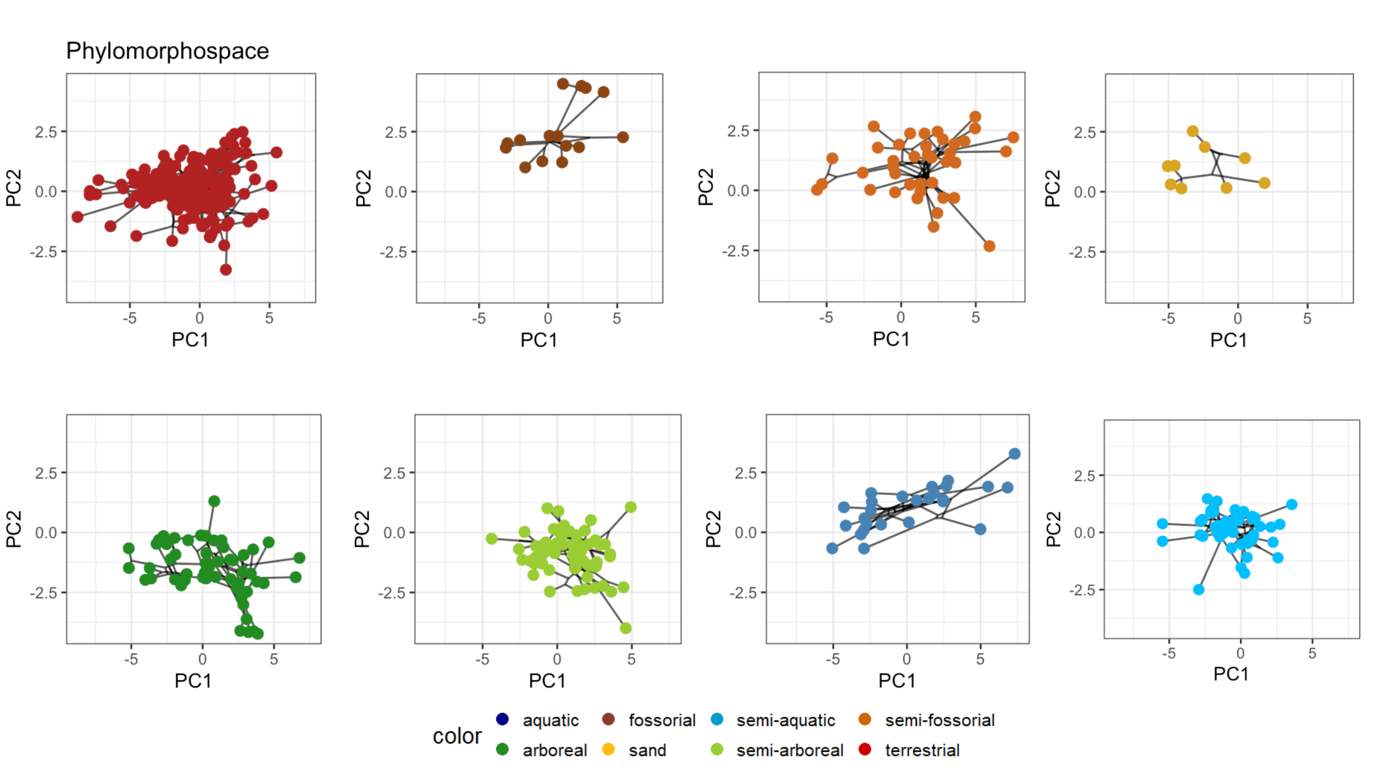 Phylomorphospace
2.5
0.0
-2.5
PC2
-5 0 5
PC1
2.5
0.0
-2.5
PC2
-5 0 5
PC1
2.5
0.0
-2.5
PC2
-5 0 5
PC1
2.5
0.0
-2.5
PC2
-5 0 5
PC1
2.5
0.0
-2.5
PC2
-5 0 5
PC1
2.5
0.0
-2.5
PC2
-5 0 5
PC1
2.5
0.0
-2.5
PC2
-5 0 5
PC1
2.5
0.0
-2.5
PC2
-5 0 5
PC1
color
aquatic fossorial semi-aquatic semi-fossorial
arboreal sand semi-arboreal terrestrial